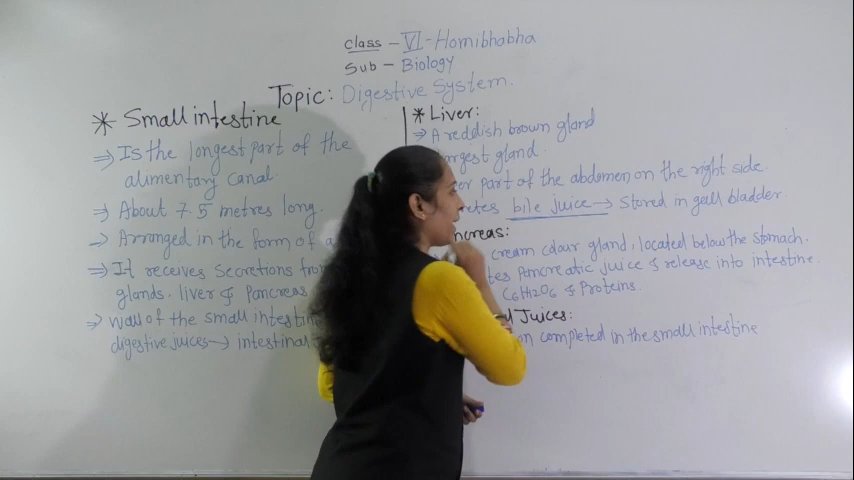 class - VI - Homibhabha
Sub - Biology
Topic: Digestive System.
* Small intestine
⇒ Is the longest part of the
alimentary canal.
⇒ About 7.5 metres long.
→ Arranged in the form of a
⇒ It receives secretions from
glands. liver & Pancreas
⇒ wall of the small intestine
digestive juices → intestinal
* Liver:
⇒ A reddish brown gland
largest gland.
part of the abdomen on the right side.
bile juice → stored in gall bladder.
ncreas:
cream colour gland, located below the stomach.
tes Pancreatic juice & release into intestine.
C6H12O6 & Proteins.
Juices:
on completed in the small intestine